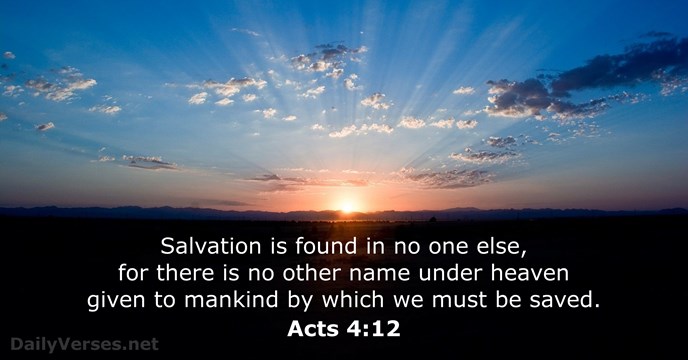 Salvation is found in no one else,
for there is no other name under heaven
given to mankind by which we must be saved.
Acts 4:12
DailyVerses.net